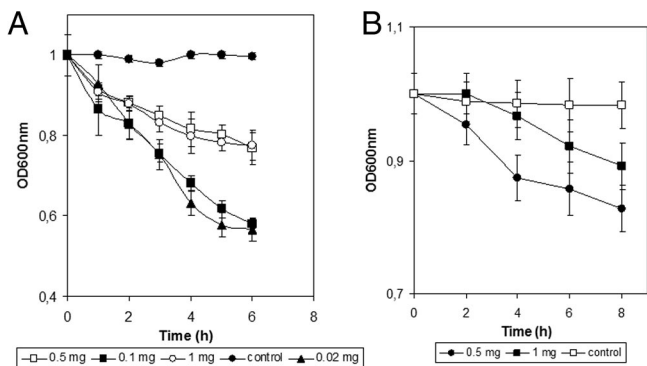 A
OD600nm
1
0,8
0,6
0,4
0 2 4 6 8
Time (h)
0.5 mg 0.1 mg 1 mg control 0.02 mg
B
OD600nm
1,1
1,0
0,9
0,7
0 2 4 6 8
Time (h)
0.5 mg 1 mg control